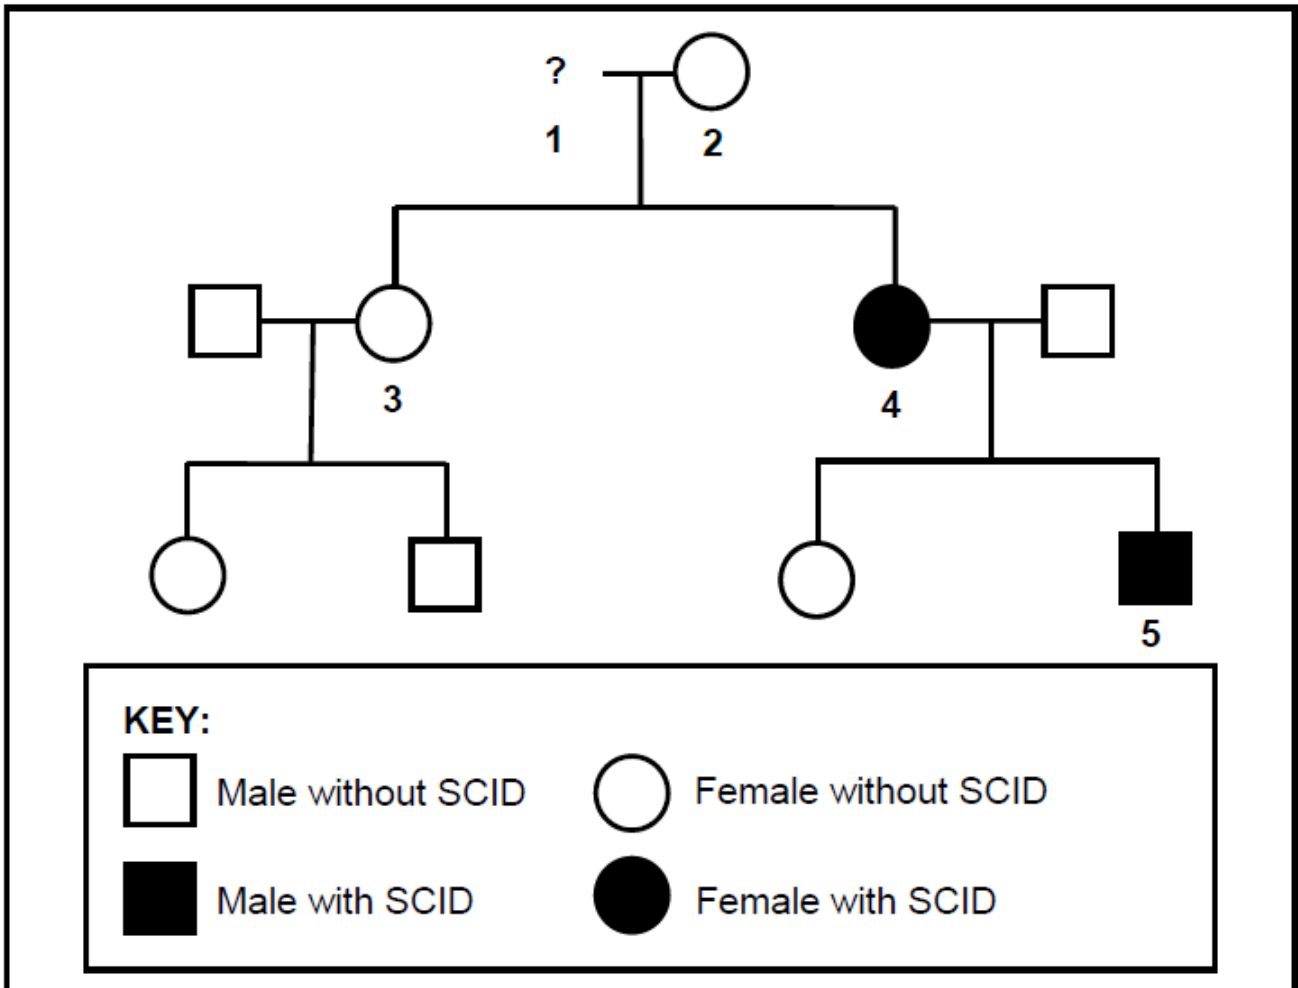 ?
1
2
3
4
5
KEY:
Male without SCID
Female without SCID
Male with SCID
Female with SCID